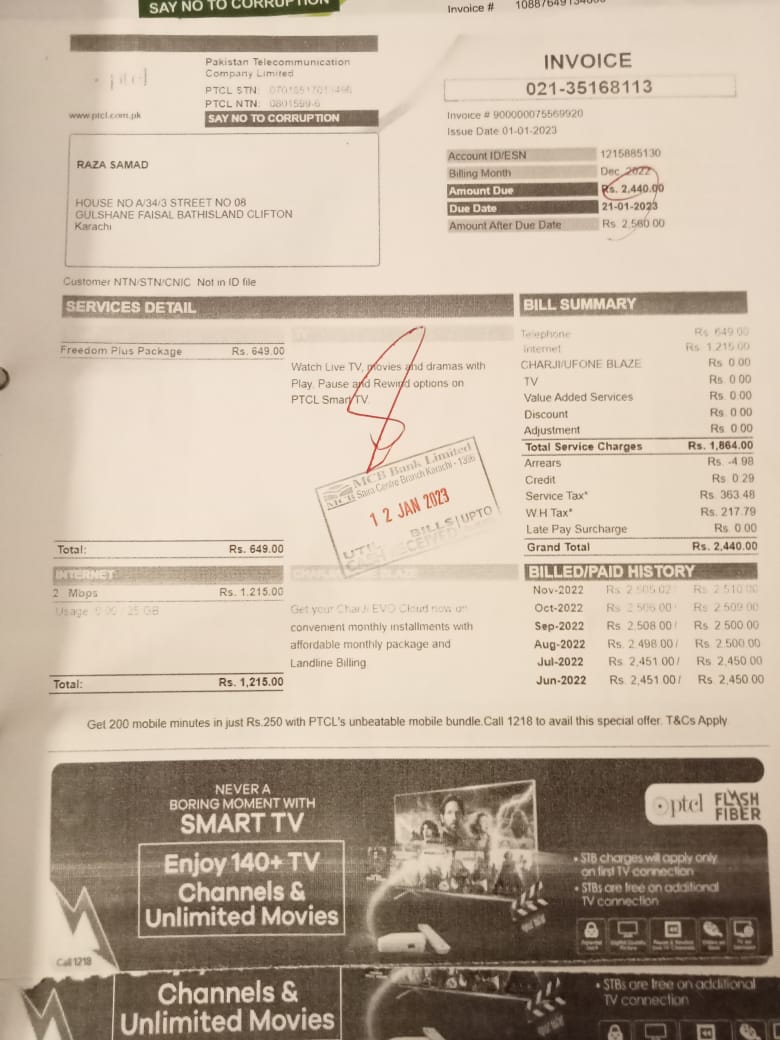 SAY NO TO CORRUPTION
Invoice #
ptcl
www.ptcl.com.pk
Pakistan Telecommunication
Company Limited
PTCL STN:
PTCL NTN: 0801599-6
SAY NO TO CORRUPTION
INVOICE
021-35168113
Invoice # 900000075569920
Issue Date 01-01-2023
Account ID/ESN 1215885130
Billing Month Dec, 2022
Amount Due Rs. 2,440.00
Due Date 21-01-2023
Amount After Due Date Rs. 2,560.00
RAZA SAMAD
HOUSE NO A/34/3 STREET NO 08
GULSHANE FAISAL BATHISLAND CLIFTON
Karachi
Customer NTN/STN/CNIC Not in ID file
SERVICES DETAIL
Freedom Plus Package Rs. 649.00
Total: Rs. 649.00
TV
Watch Live TV, movies and dramas with
Play, Pause and Rewind options on
PTCL Smart TV.
MCB Bank Limited
MCB Saira Centre Branch Karachi - 1396
12 JAN 2023
BILLS UPTO
CASH RECEIVED
INTERNET
2 Mbps Rs. 1,215.00
Usage: 0.00 / 25 GB
Total: Rs. 1,215.00
Get your CharJi EVO Cloud now on
convenient monthly installments with
affordable monthly package and
Landline Billing
BILL SUMMARY
Telephone Rs. 649.00
Internet Rs. 1,215.00
CHARJI/UFONE BLAZE Rs. 0.00
TV Rs. 0.00
Value Added Services Rs. 0.00
Discount Rs. 0.00
Adjustment Rs. 0.00
Total Service Charges Rs. 1,864.00
Arrears Rs. -4.98
Credit Rs. 0.29
Service Tax* Rs. 363.48
W.H Tax* Rs. 217.79
Late Pay Surcharge Rs. 0.00
Grand Total Rs. 2,440.00
BILLED/PAID HISTORY
Nov-2022 Rs. 2,505.02 / Rs. 2,510.00
Oct-2022 Rs. 2,506.00 / Rs. 2,509.00
Sep-2022 Rs. 2,508.00 / Rs. 2,500.00
Aug-2022 Rs. 2,498.00 / Rs. 2,500.00
Jul-2022 Rs. 2,451.00 / Rs. 2,450.00
Jun-2022 Rs. 2,451.00 / Rs. 2,450.00
Get 200 mobile minutes in just Rs.250 with PTCL's unbeatable mobile bundle.Call 1218 to avail this special offer. T&Cs Apply
NEVER A
BORING MOMENT WITH
SMART TV
Enjoy 140+ TV
Channels &
Unlimited Movies
Call 1218
ptcl FLASH FIBER
• STB charges will apply only
on first TV connection
• STBs are free on additional
TV connection
Channels &
Unlimited Movies
• STBs are free on additional
TV connection